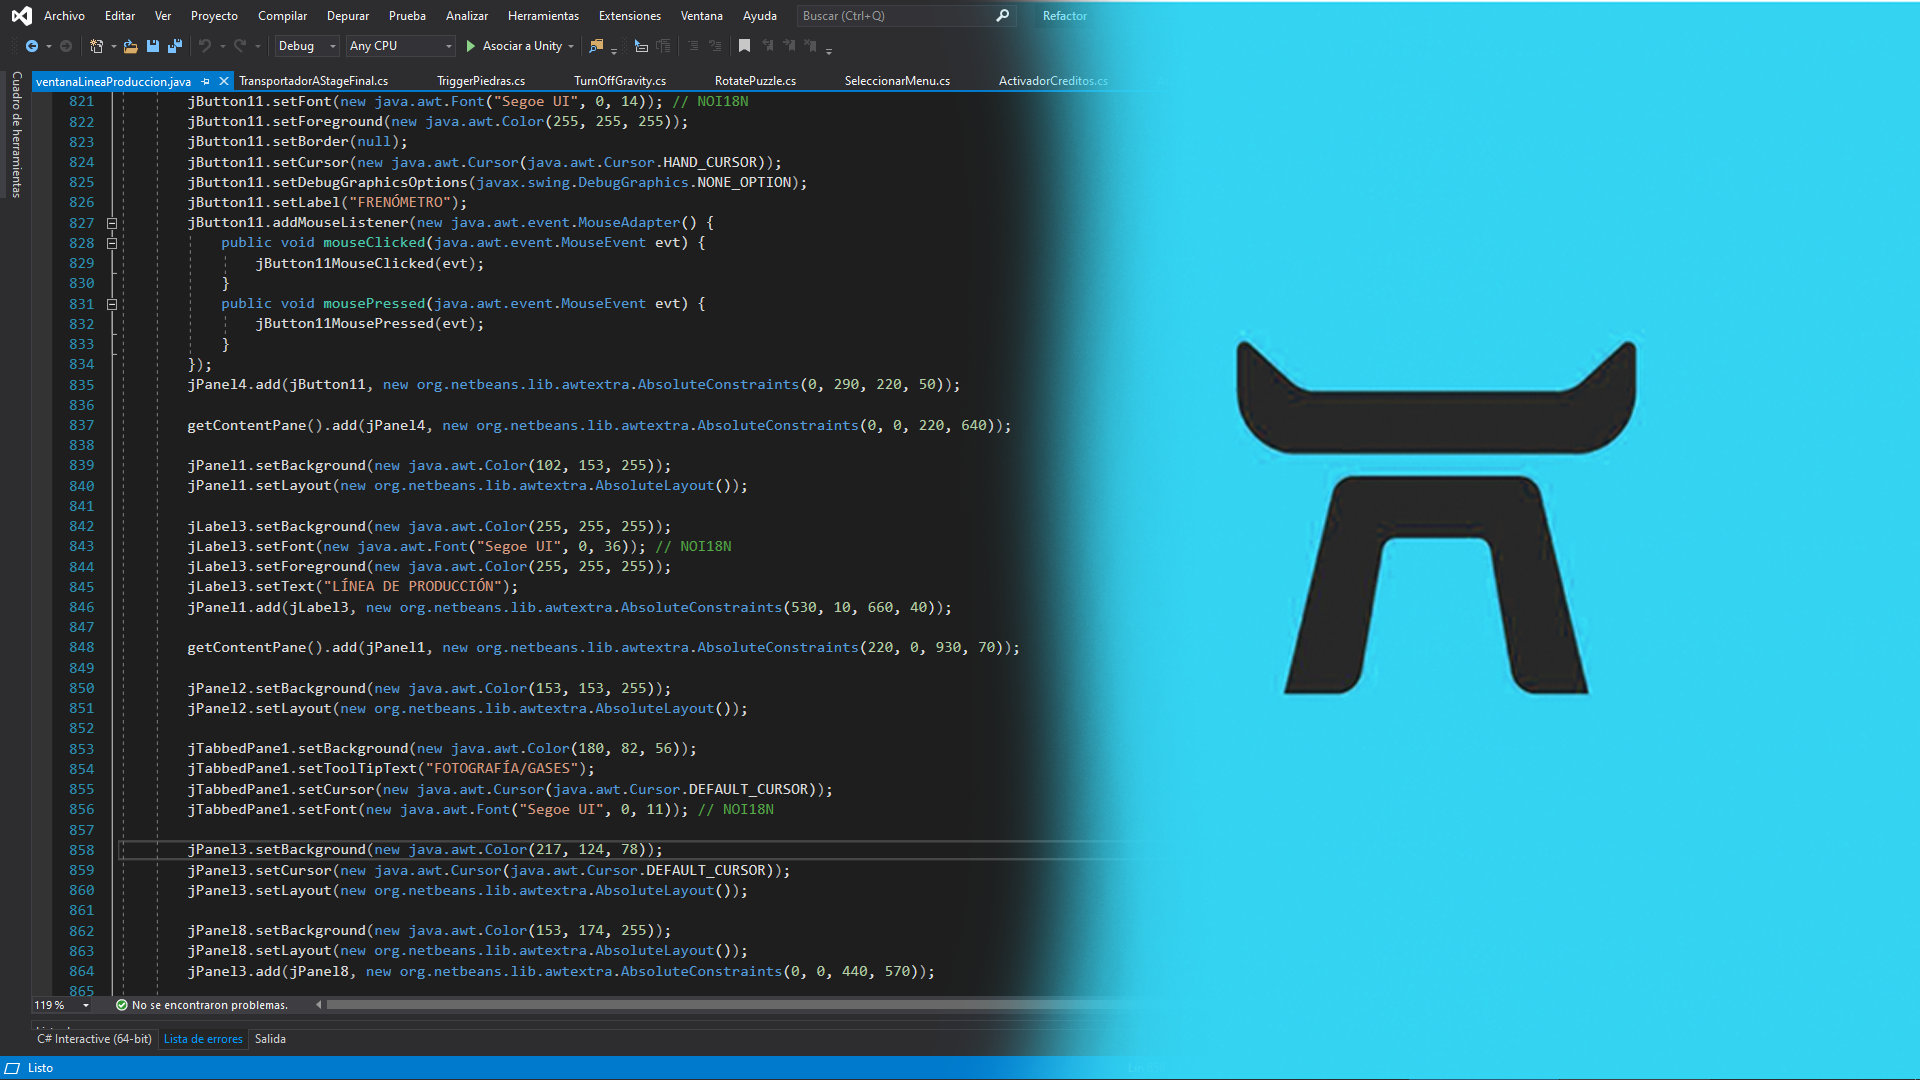 Archivo Editar Ver Proyecto Compilar Depurar Prueba Analizar Herramientas Extensiones Ventana Ayuda Buscar (Ctrl+Q) Refactor
Debug Any CPU Asociar a Unity
Cuadro de herramientas
ventanaLineaProduccion.java TransportadorAStageFinal.cs TriggerPiedras.cs TurnOffGravity.cs RotatePuzzle.cs SeleccionarMenu.cs ActivadorCreditos.cs
821 jButton11.setFont(new java.awt.Font("Segoe UI", 0, 14)); // NOI18N
822 jButton11.setForeground(new java.awt.Color(255, 255, 255));
823 jButton11.setBorder(null);
824 jButton11.setCursor(new java.awt.Cursor(java.awt.Cursor.HAND_CURSOR));
825 jButton11.setDebugGraphicsOptions(javax.swing.DebugGraphics.NONE_OPTION);
826 jButton11.setLabel("FRENÓMETRO");
827 jButton11.addMouseListener(new java.awt.event.MouseAdapter() {
828 public void mouseClicked(java.awt.event.MouseEvent evt) {
829 jButton11MouseClicked(evt);
830 }
831 public void mousePressed(java.awt.event.MouseEvent evt) {
832 jButton11MousePressed(evt);
833 }
834 });
835 jPanel4.add(jButton11, new org.netbeans.lib.awtextra.AbsoluteConstraints(0, 290, 220, 50));
836
837 getContentPane().add(jPanel4, new org.netbeans.lib.awtextra.AbsoluteConstraints(0, 0, 220, 640));
838
839 jPanel1.setBackground(new java.awt.Color(102, 153, 255));
840 jPanel1.setLayout(new org.netbeans.lib.awtextra.AbsoluteLayout());
841
842 jLabel3.setBackground(new java.awt.Color(255, 255, 255));
843 jLabel3.setFont(new java.awt.Font("Segoe UI", 0, 36)); // NOI18N
844 jLabel3.setForeground(new java.awt.Color(255, 255, 255));
845 jLabel3.setText("LÍNEA DE PRODUCCIÓN");
846 jPanel1.add(jLabel3, new org.netbeans.lib.awtextra.AbsoluteConstraints(530, 10, 660, 40));
847
848 getContentPane().add(jPanel1, new org.netbeans.lib.awtextra.AbsoluteConstraints(220, 0, 930, 70));
849
850 jPanel2.setBackground(new java.awt.Color(153, 153, 255));
851 jPanel2.setLayout(new org.netbeans.lib.awtextra.AbsoluteLayout());
852
853 jTabbedPane1.setBackground(new java.awt.Color(180, 82, 56));
854 jTabbedPane1.setToolTipText("FOTOGRAFÍA/GASES");
855 jTabbedPane1.setCursor(new java.awt.Cursor(java.awt.Cursor.DEFAULT_CURSOR));
856 jTabbedPane1.setFont(new java.awt.Font("Segoe UI", 0, 11)); // NOI18N
857
858 jPanel3.setBackground(new java.awt.Color(217, 124, 78));
859 jPanel3.setCursor(new java.awt.Cursor(java.awt.Cursor.DEFAULT_CURSOR));
860 jPanel3.setLayout(new org.netbeans.lib.awtextra.AbsoluteLayout());
861
862 jPanel8.setBackground(new java.awt.Color(153, 174, 255));
863 jPanel8.setLayout(new org.netbeans.lib.awtextra.AbsoluteLayout());
864 jPanel3.add(jPanel8, new org.netbeans.lib.awtextra.AbsoluteConstraints(0, 0, 440, 570));
865
119 % No se encontraron problemas.
C# Interactive (64-bit) Lista de errores Salida
Listo